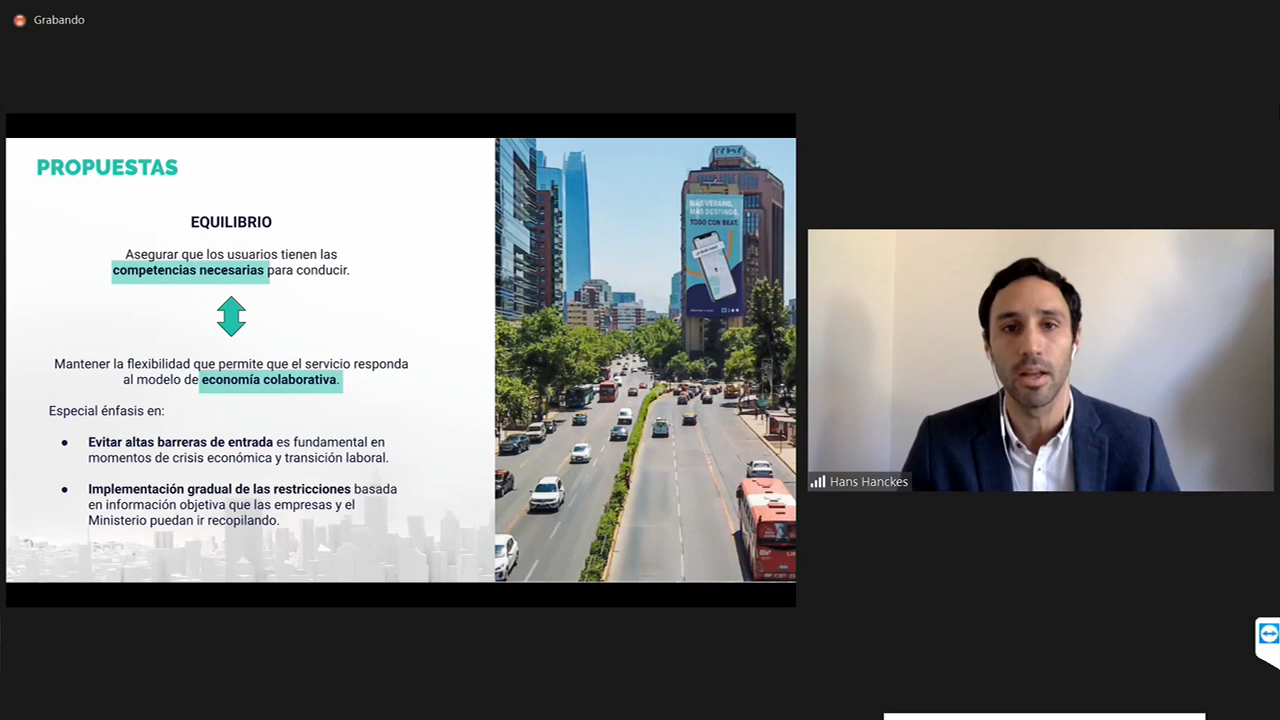 Grabando
PROPUESTAS
EQUILIBRIO
Asegurar que los usuarios tienen las
competencias necesarias para conducir.
Mantener la flexibilidad que permite que el servicio responda
al modelo de economía colaborativa.
Especial énfasis en:
● Evitar altas barreras de entrada es fundamental en
momentos de crisis económica y transición laboral.
● Implementación gradual de las restricciones basada
en información objetiva que las empresas y el
Ministerio puedan ir recopilando.
MÁS VERANO,
MÁS DESTINOS.
TODO CON BEAT.
Hans Hanckes